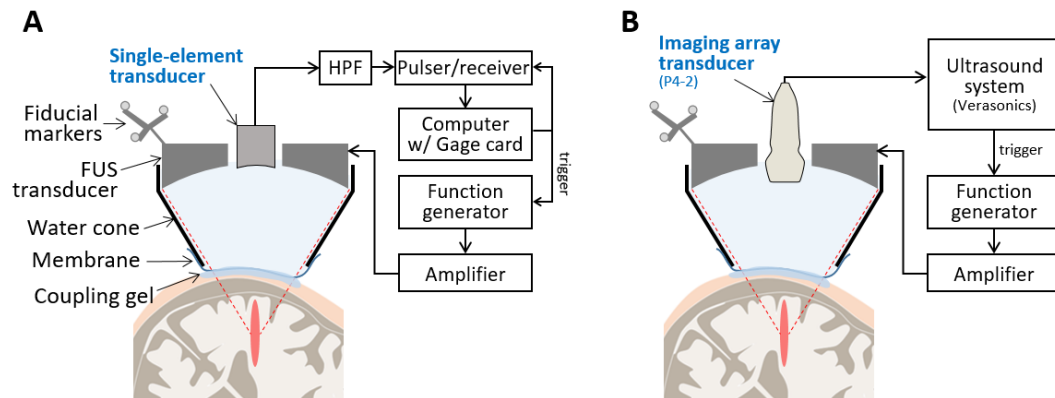 A
Single-element
transducer
HPF
Pulser/receiver
Fiducial
markers
Computer
w/ Gage card
trigger
FUS
transducer
Function
generator
Water cone
Membrane
Amplifier
Coupling gel
B
Imaging array
transducer
(P4-2)
Ultrasound
system
(Verasonics)
trigger
Function
generator
Amplifier